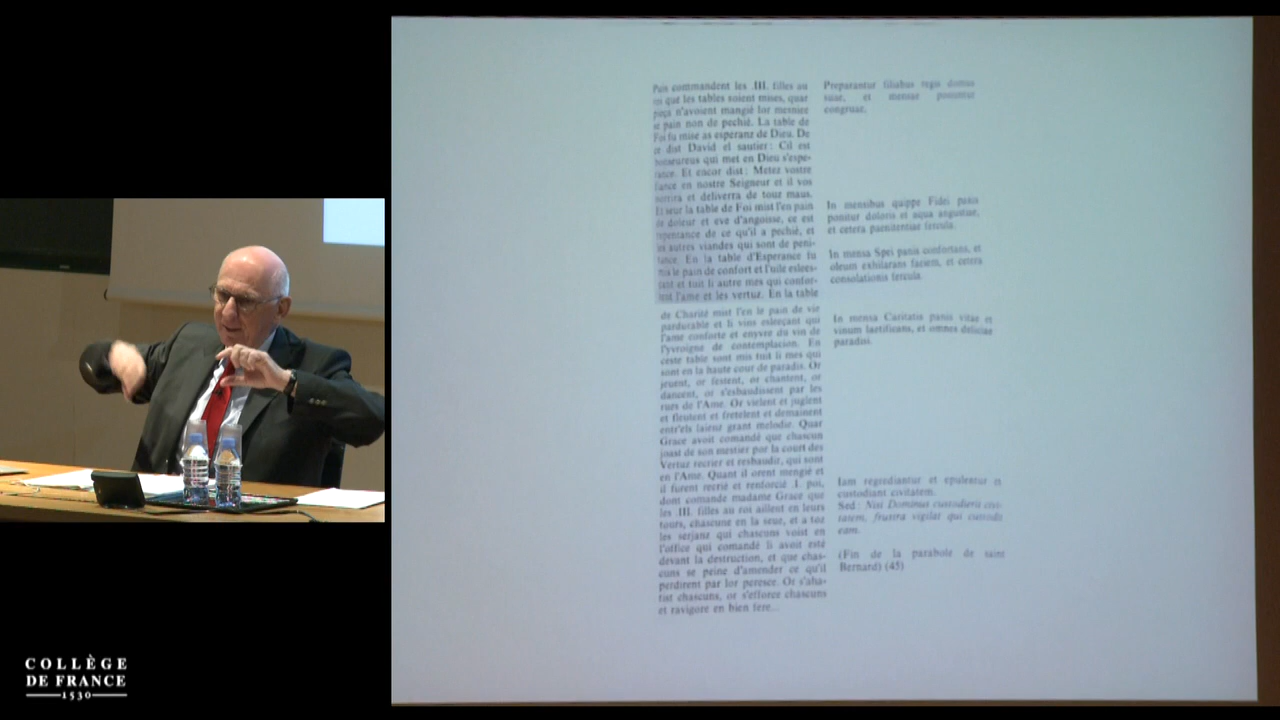 Puis commandent les .III. filles au
roi que les tables soient mises, quar
pieça n'avoient mangié lor mesniee
se pain non de pechié. La table de
Foi fu mise as esperanz de Dieu. De
ce dist David el sautier: Cil est
boneureus qui met en Dieu s'espe-
rance. Et encor dist: Metez vostre
fiance en nostre Seigneur et il vos
norrira et deliverra de touz maus.
Et seur la table de Foi mist l'en pain
de doleur et eve d'angoisse, ce est
repentance de ce qu'il a pechié, et
les autres viandes qui sont de peni-
tance. En la table d'Esperance fu
mis le pain de confort et l'uile eslees-
çant et tuit li autre mes qui confor-
tent l'ame et les vertuz. En la table
de Charité mist l'en le pain de vie
pardurable et li vins esleeçant qui
l'ame conforte et enyvre du vin de
l'yvroigne de contemplacion. En
ceste table sont mis tuit li mes qui
sont en la haute cour de paradis. Or
jeuent, or festent, or chantent, or
dancent, or s'esbaudissent par les
rues de l'Ame. Or vielent et juglent
et fleutent et fretelent et demainent
entr'els laienz grant melodie. Quar
Grace avoit comandé que chascun
joast de son mestier par la court des
Vertuz recrier et resbaudir, qui sont
en l'Ame. Quant il orent mengié et
il furent recrié et renforcié .I. poi,
dont comande madame Grace que
les .III. filles au roi aillent en leurs
tours, chascune en la seue, et a toz
les serjanz que chascuns voist en
l'office qui comandé li avoit esté
devant la destruction, et que chas-
cuns se peine d'amender ce qu'il
perdirent par lor peresce. Or s'aha-
tist chascuns, or s'efforce chascuns
et ravigore en bien fere...
Preparantur filiabus regis domus
suae, et mensae ponuntur
congruae.
In mensibus quippe Fidei panis
ponitur doloris et aqua angustiae,
et cetera paenitentiae fercula.
In mensa Spei panis confortans, et
oleum exhilarans faciem, et cetera
consolationis fercula.
In mensa Caritatis panis vitae et
vinum laetificans, et omnes deliciae
paradisi.
Iam regrediantur et epulentur et
custodiant civitatem.
Sed: Nisi Dominus custodierit civi-
tatem, frustra vigilat qui custodit
eam.
(Fin de la parabole de saint
Bernard) (45)
COLLÈGE
DE FRANCE
1530